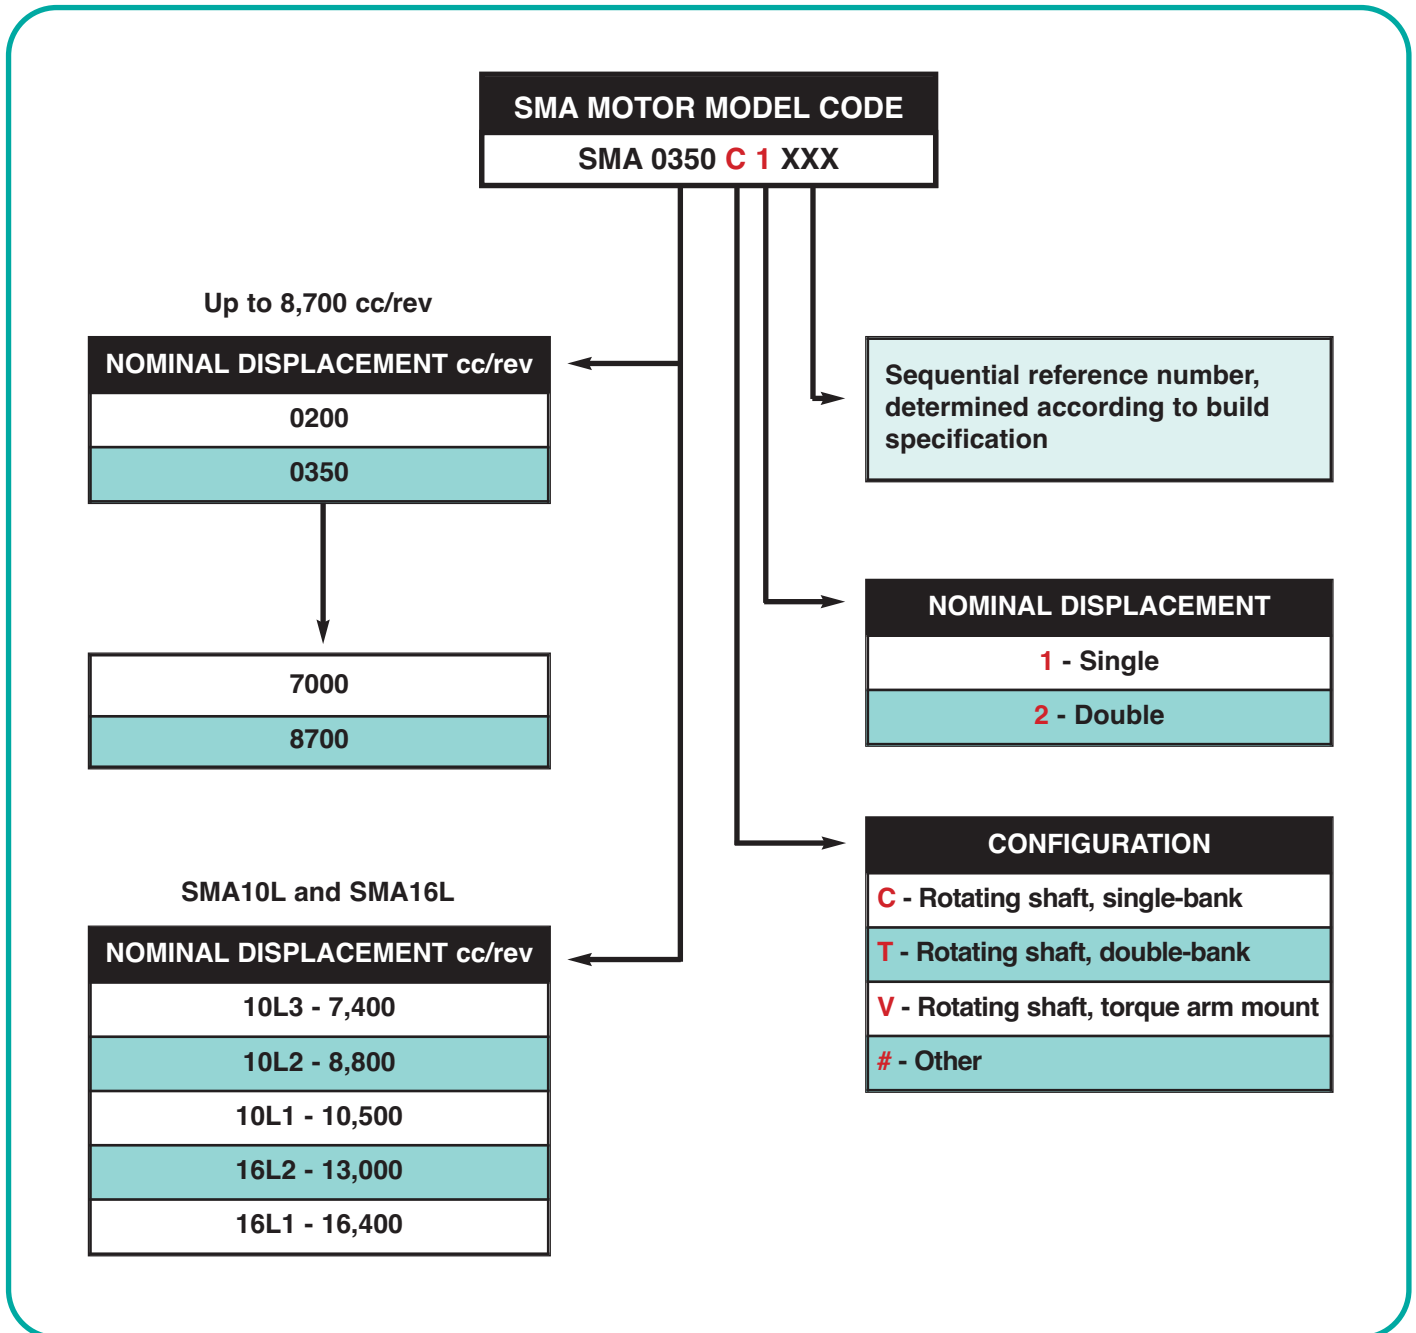 SMA MOTOR MODEL CODE
SMA 0350 C 1 XXX
Up to 8,700 cc/rev
NOMINAL DISPLACEMENT cc/rev
0200
0350
7000
8700
SMA10L and SMA16L
NOMINAL DISPLACEMENT cc/rev
10L3 - 7,400
10L2 - 8,800
10L1 - 10,500
16L2 - 13,000
16L1 - 16,400
Sequential reference number,
determined according to build
specification
NOMINAL DISPLACEMENT
1 - Single
2 - Double
CONFIGURATION
C - Rotating shaft, single-bank
T - Rotating shaft, double-bank
V - Rotating shaft, torque arm mount
# - Other